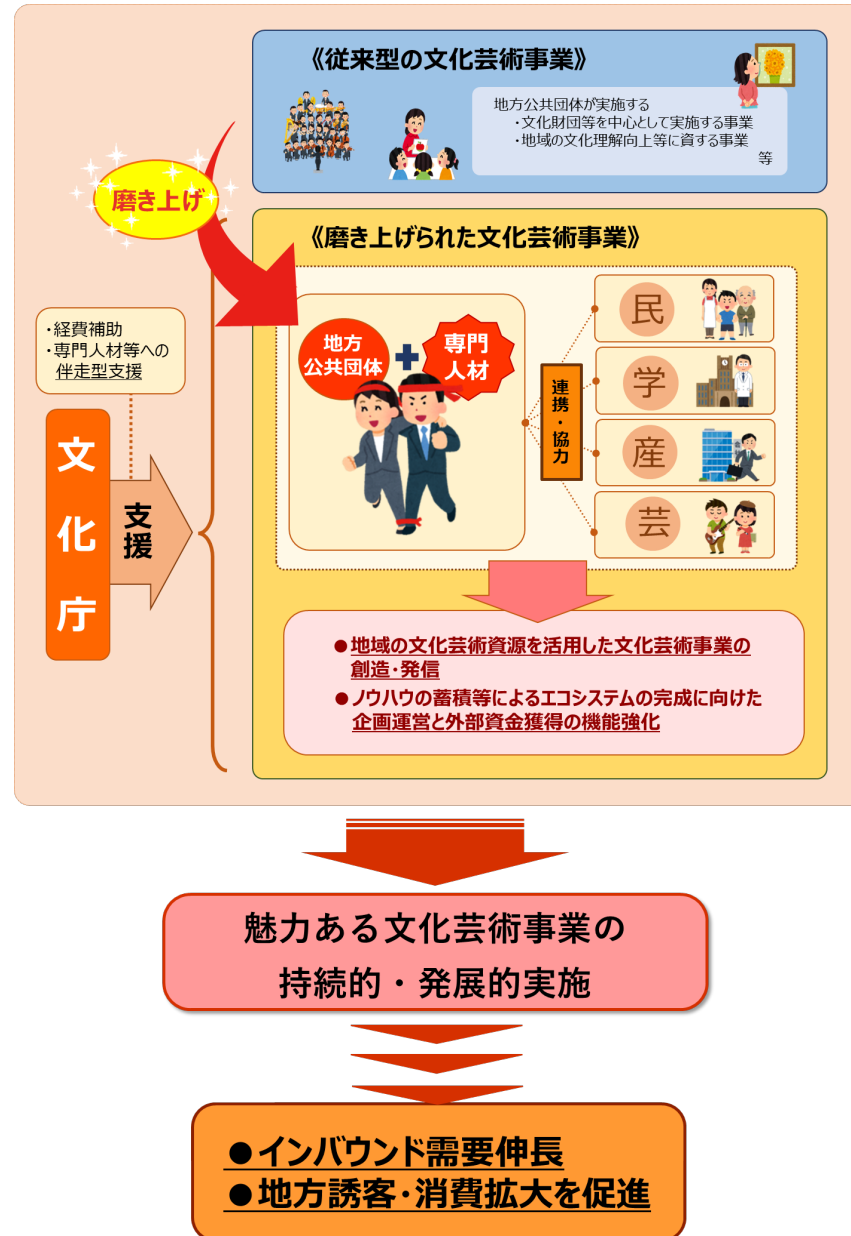 《従来型の文化芸術事業》
地方公共団体が実施する
・文化財団等を中心として実施する事業
・地域の文化理解向上等に資する事業
等
磨き上げ
《磨き上げられた文化芸術事業》
・経費補助
・専門人材等への
伴走型支援
文化庁
支援
地方
公共団体
専門
人材
連携・協力
民
学
産
芸
●地域の文化芸術資源を活用した文化芸術事業の
創造・発信
●ノウハウの蓄積等によるエコシステムの完成に向けた
企画運営と外部資金獲得の機能強化
魅力ある文化芸術事業の
持続的・発展的実施
●インバウンド需要伸長
●地方誘客・消費拡大を促進